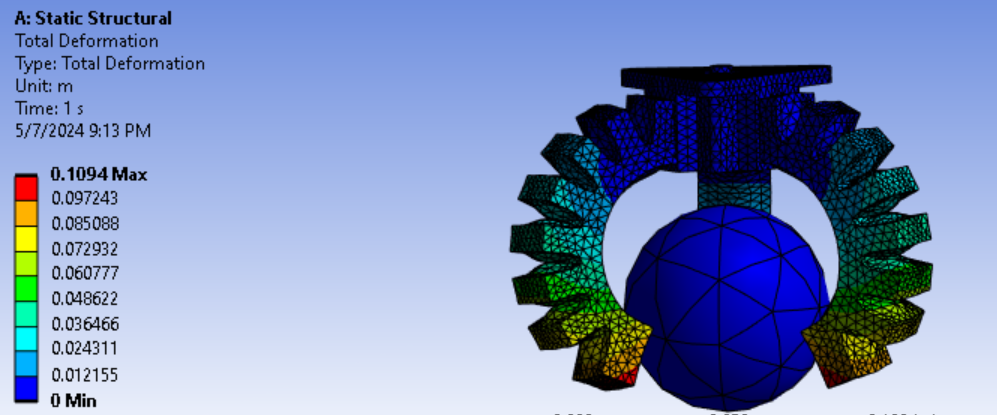 A: Static Structural
Total Deformation
Type: Total Deformation
Unit: m
Time: 1 s
5/7/2024 9:13 PM
0.1094 Max
0.097243
0.085088
0.072932
0.060777
0.048622
0.036466
0.024311
0.012155
0 Min